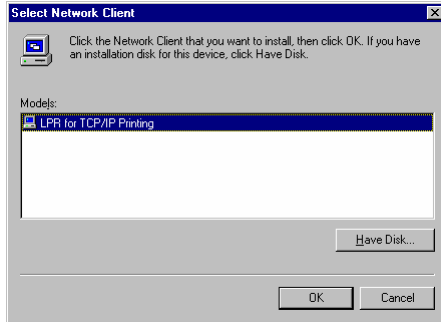 Select Network Client
Click the Network Client that you want to install, then click OK. If you have
an installation disk for this device, click Have Disk.
Models:
LPR for TCP/IP Printing
Have Disk...
OK
Cancel